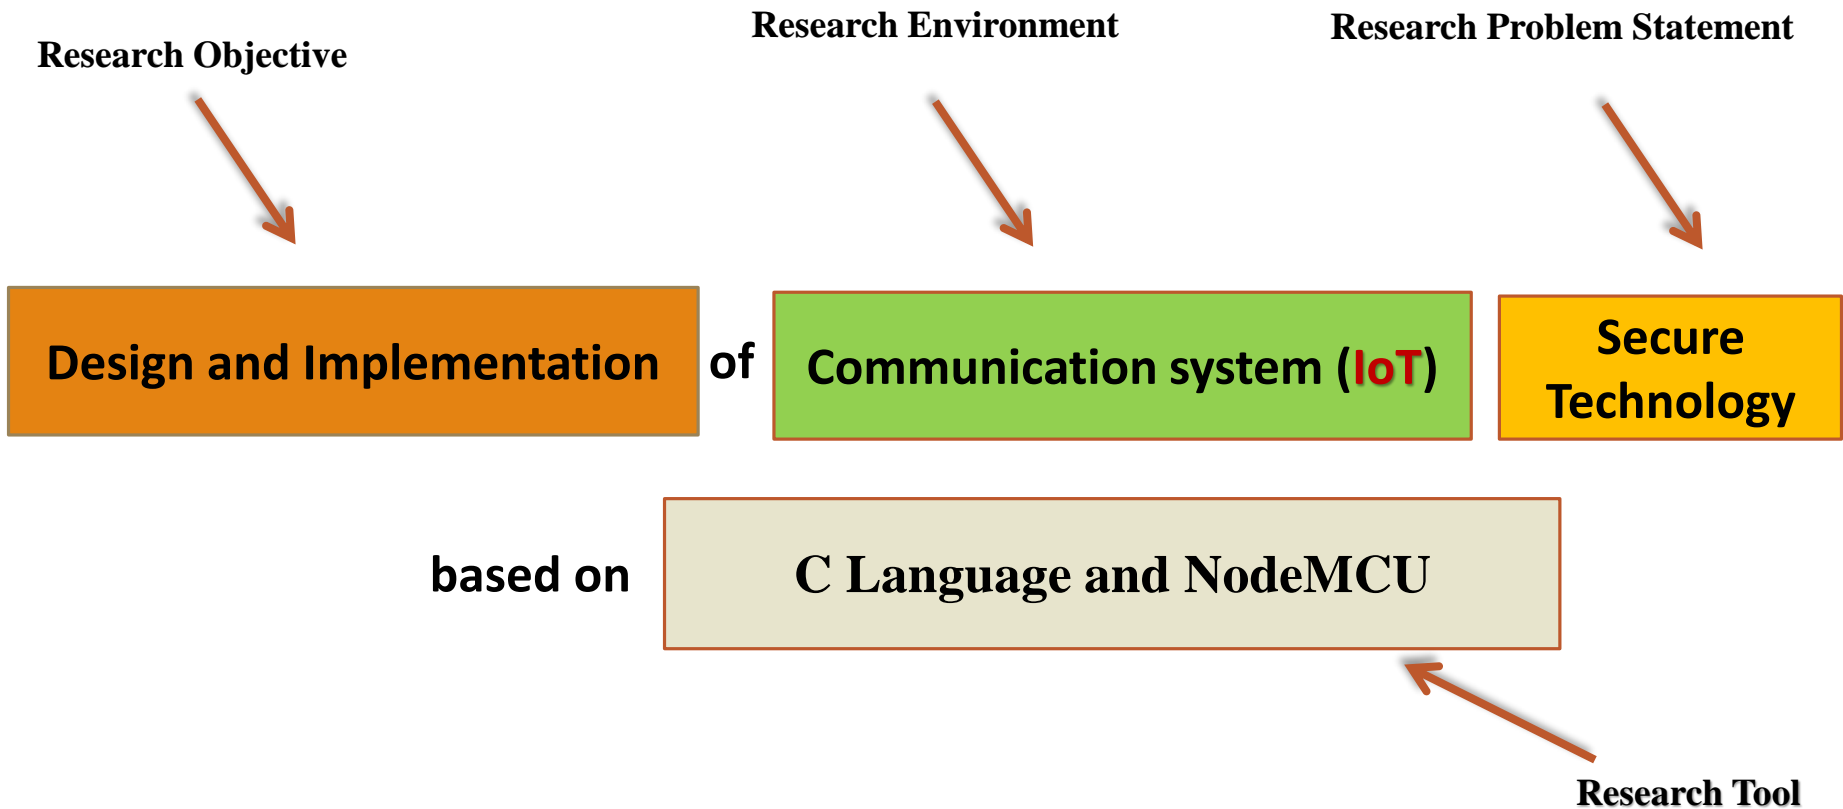 Research Objective
Research Environment
Research Problem Statement
Design and Implementation
of
Communication system (IoT)
Secure
Technology
based on
C Language and NodeMCU
Research Tool